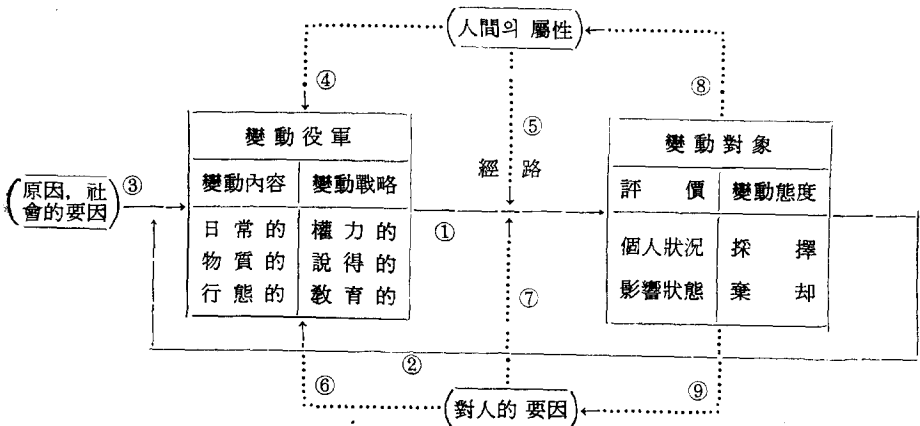 人間의 屬性
④
⑧
⑤
變動役軍
變動對象
原因, 社
會的要因
③
變動內容 變動戰略
經路
評價 變動態度
日常的 權力的
①
個人狀況 採擇
物質的 說得的
影響狀態 棄却
行態的 敎育的
⑦
②
⑥
⑨
對人的 要因